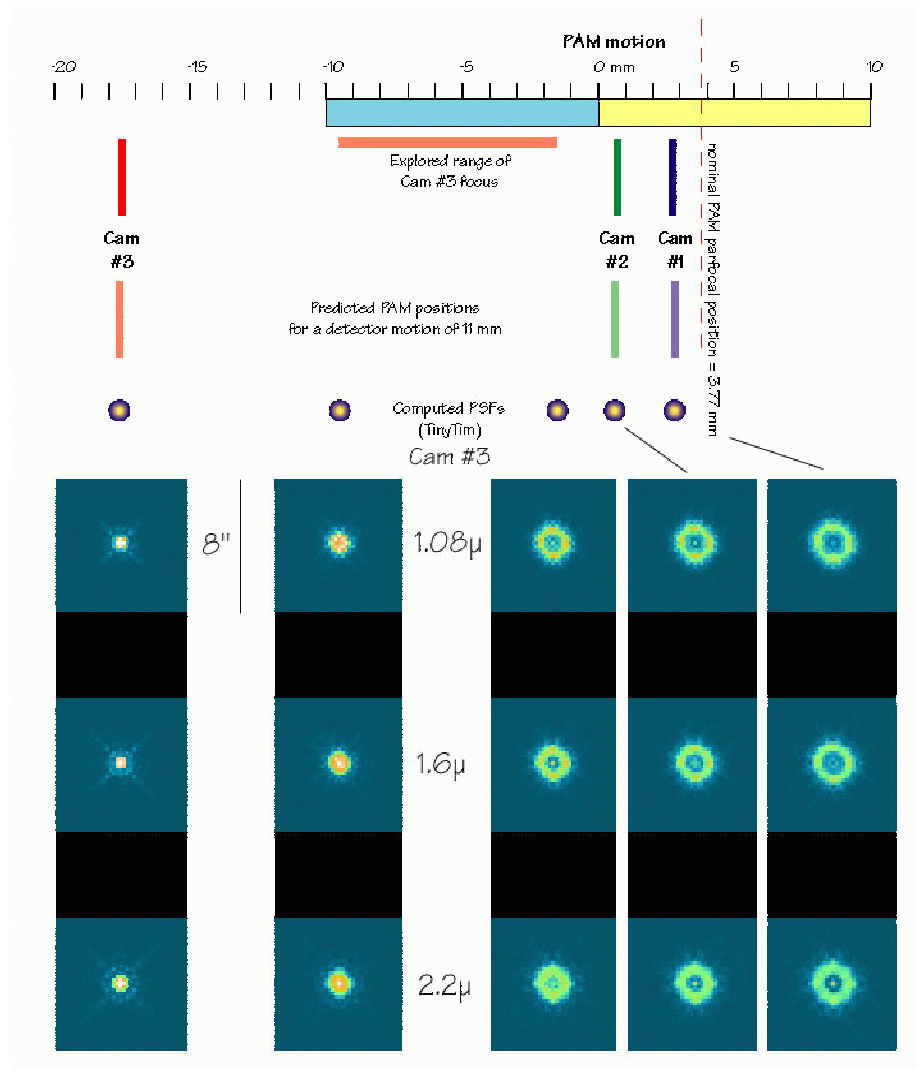 PAM motion
-20 -15 -10 -5 0 mm 5 10
Explored range of
Cam #3 focus
nominal PAM parfocal position = 3.77 mm
Cam
#3
Cam
#2
Cam
#1
Predicted PAM positions
for a detector motion of 11 mm
Computed PSFs
(TinyTim)
Cam #3
8"
1.08μ
1.6μ
2.2μ